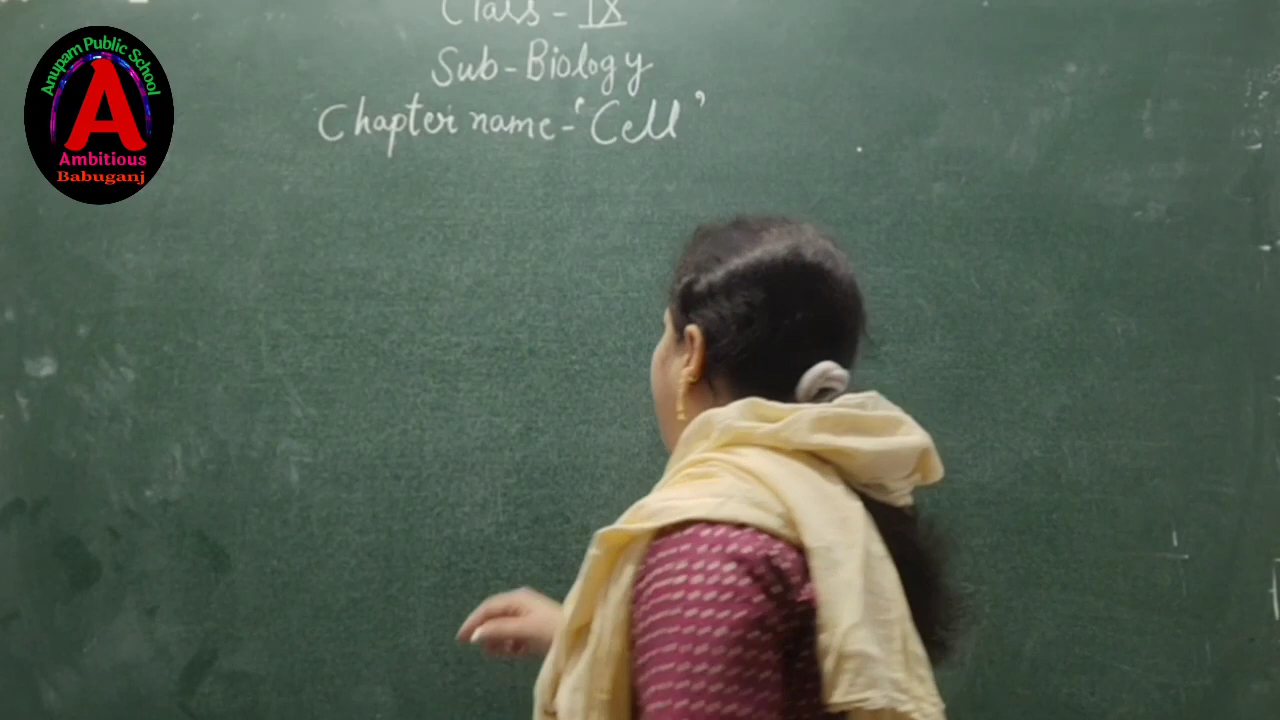 Class - IX
Sub - Biology
Chapter name - "Cell"
Anupam Public School
A
Ambitious
Babuganj